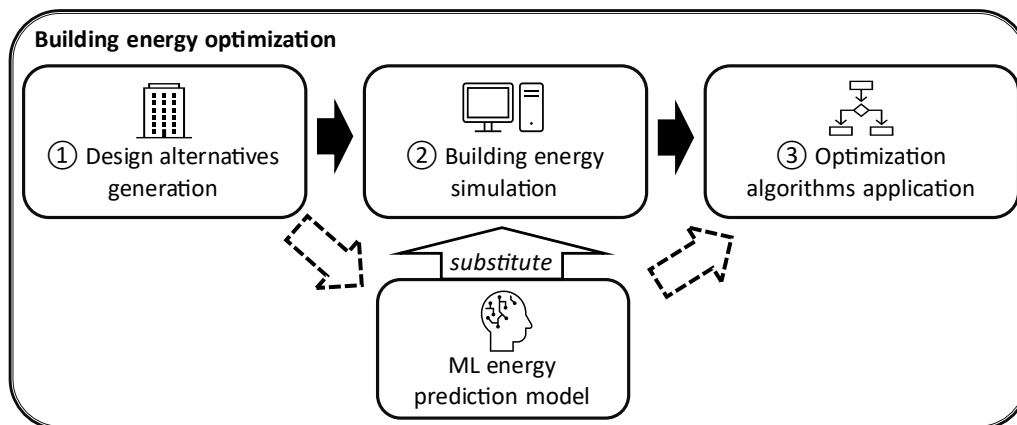 Building energy optimization
① Design alternatives
generation
② Building energy
simulation
③ Optimization
algorithms application
substitute
ML energy
prediction model